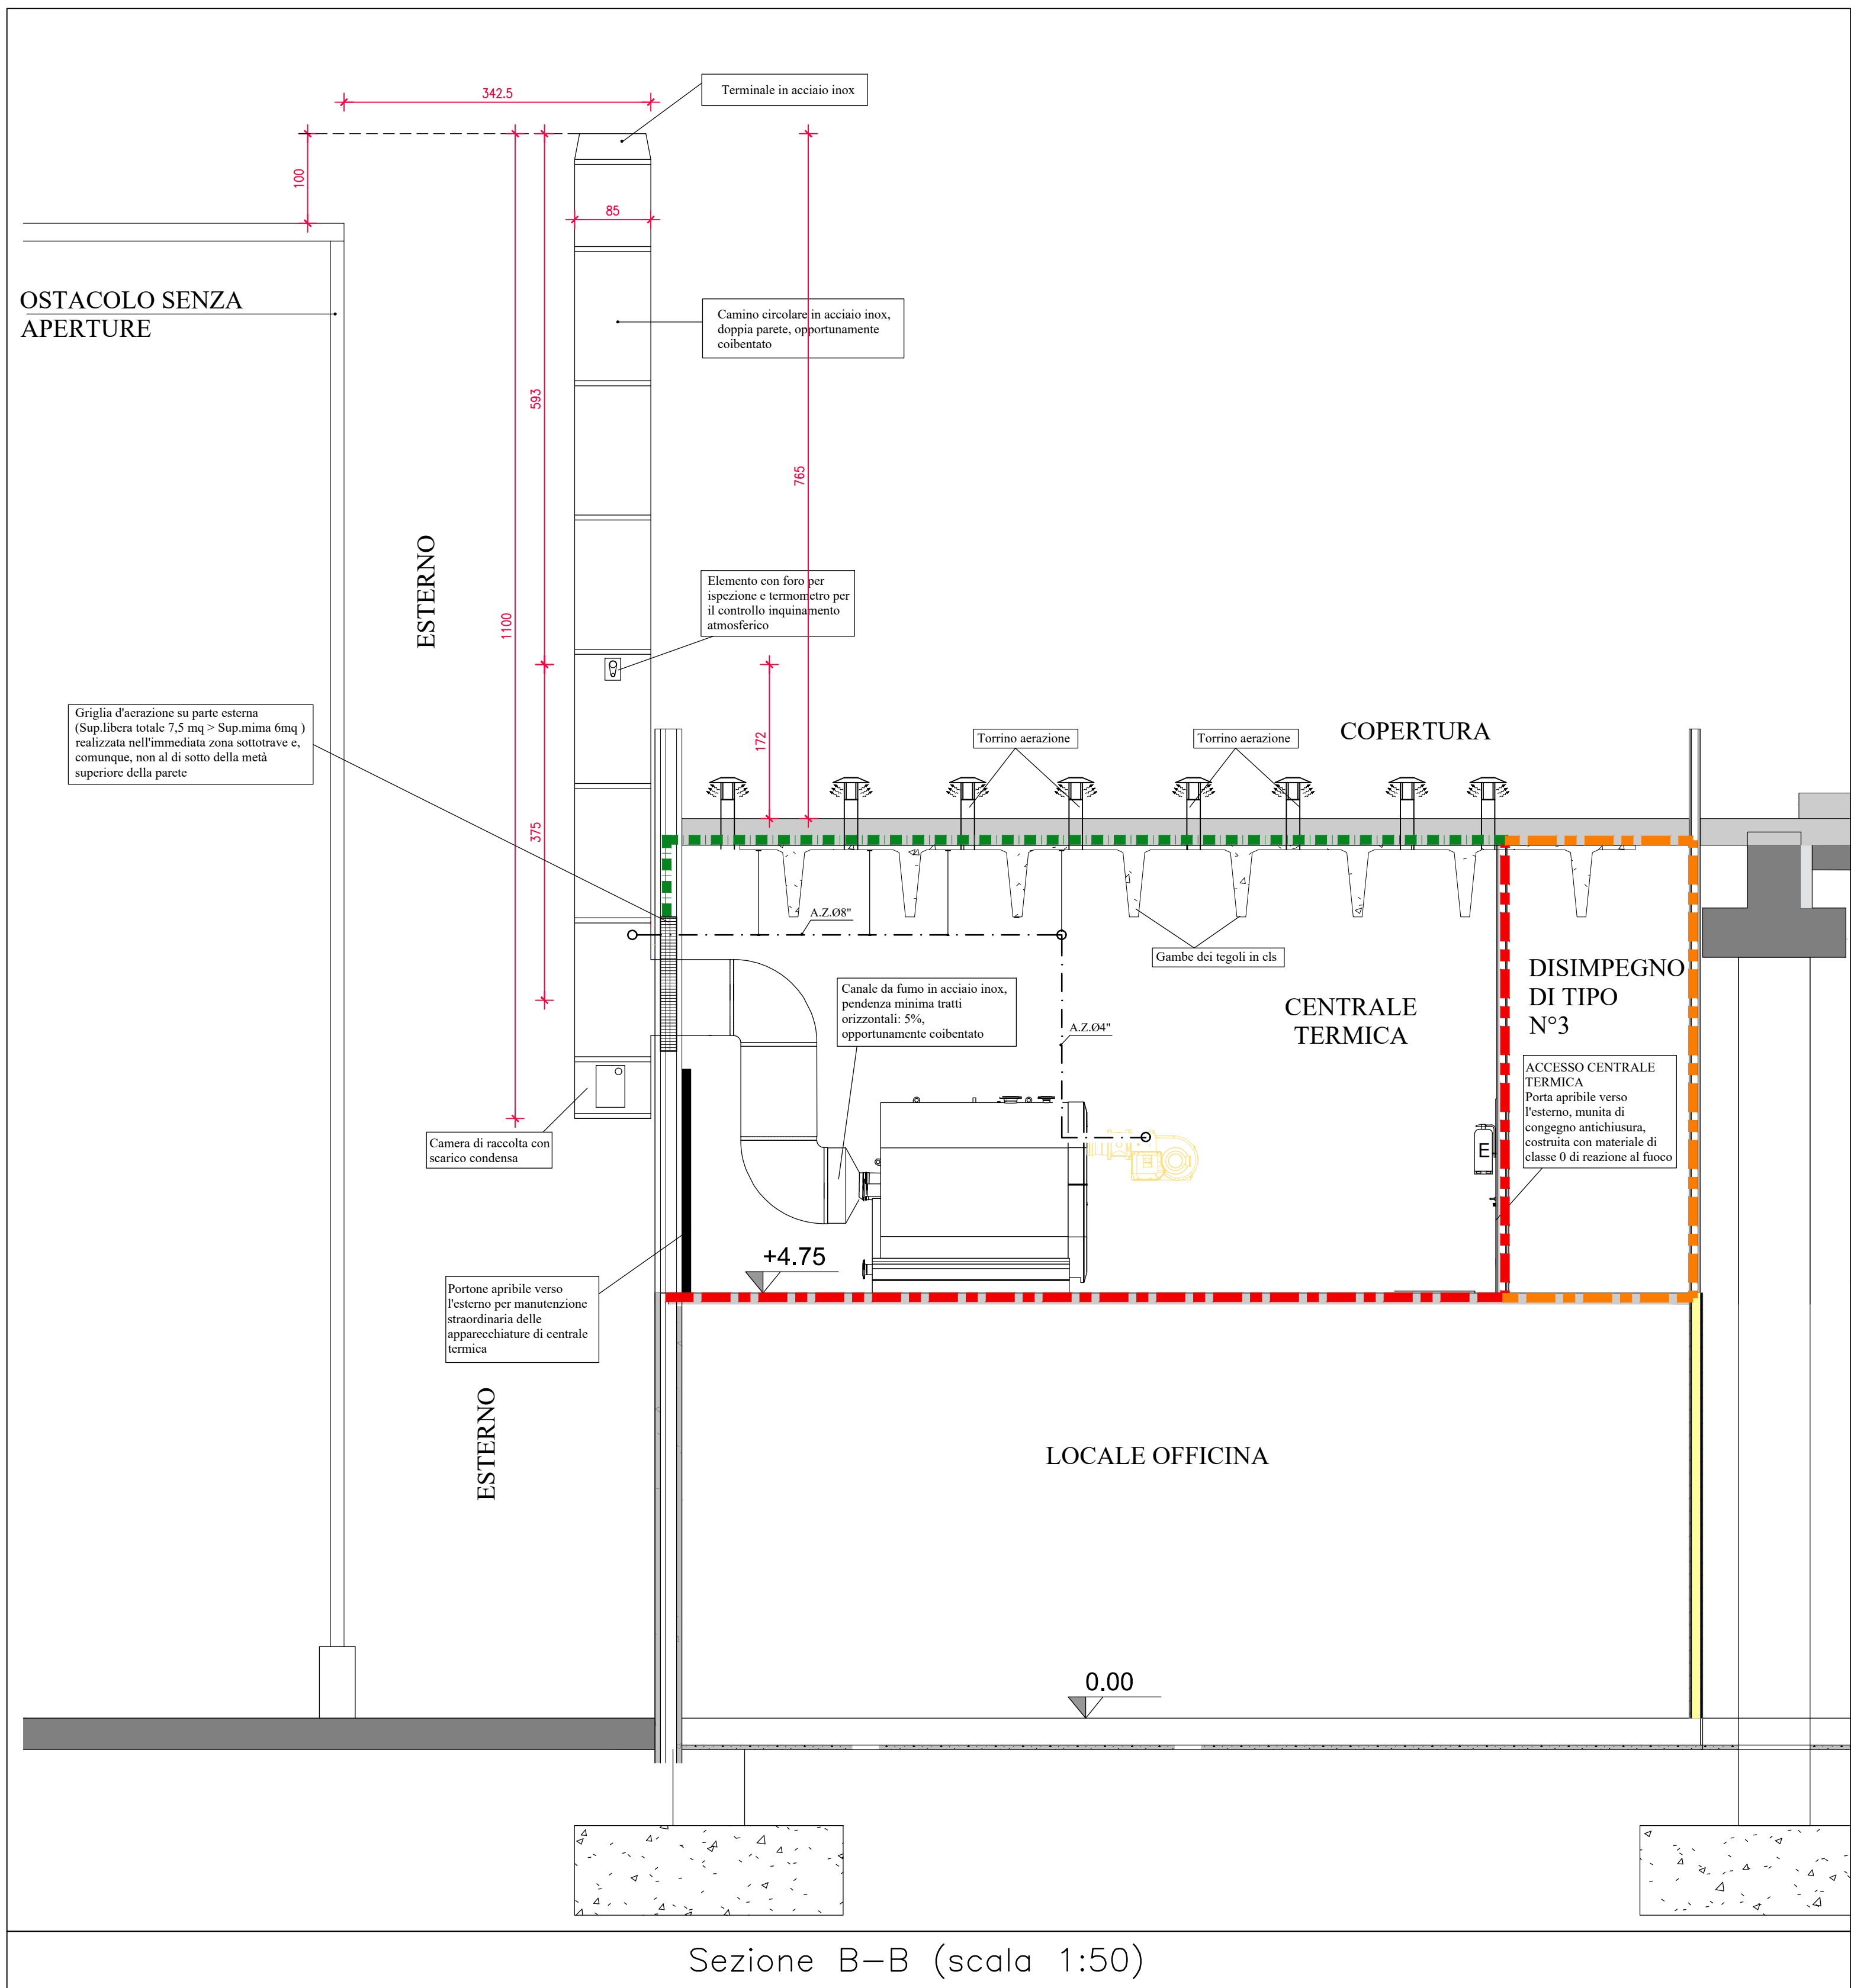 342.5
Terminale in acciaio inox
100
85
OSTACOLO SENZA
APERTURE
Camino circolare in acciaio inox,
doppia parete, opportunamente
coibentato
593
765
ESTERNO
1100
Elemento con foro per
ispezione e termometro per
il controllo inquinamento
atmosferico
Griglia d'aerazione su parte esterna
(Sup.libera totale 7,5 mq > Sup.mima 6mq )
realizzata nell'immediata zona sottotrave e,
comunque, non al di sotto della metà
superiore della parete
172
375
Torrino aerazione
Torrino aerazione
COPERTURA
A.Z.Ø8"
Gambe dei tegoli in cls
Canale da fumo in acciaio inox,
pendenza minima tratti
orizzontali: 5%,
opportunamente coibentato
A.Z.Ø4"
CENTRALE
TERMICA
DISIMPEGNO
DI TIPO
N°3
ACCESSO CENTRALE
TERMICA
Porta apribile verso
l'esterno, munita di
congegno antichiusura,
costruita con materiale di
classe 0 di reazione al fuoco
E
Camera di raccolta con
scarico condensa
+4.75
Portone apribile verso
l'esterno per manutenzione
straordinaria delle
apparecchiature di centrale
termica
ESTERNO
LOCALE OFFICINA
0.00
Sezione B-B (scala 1:50)